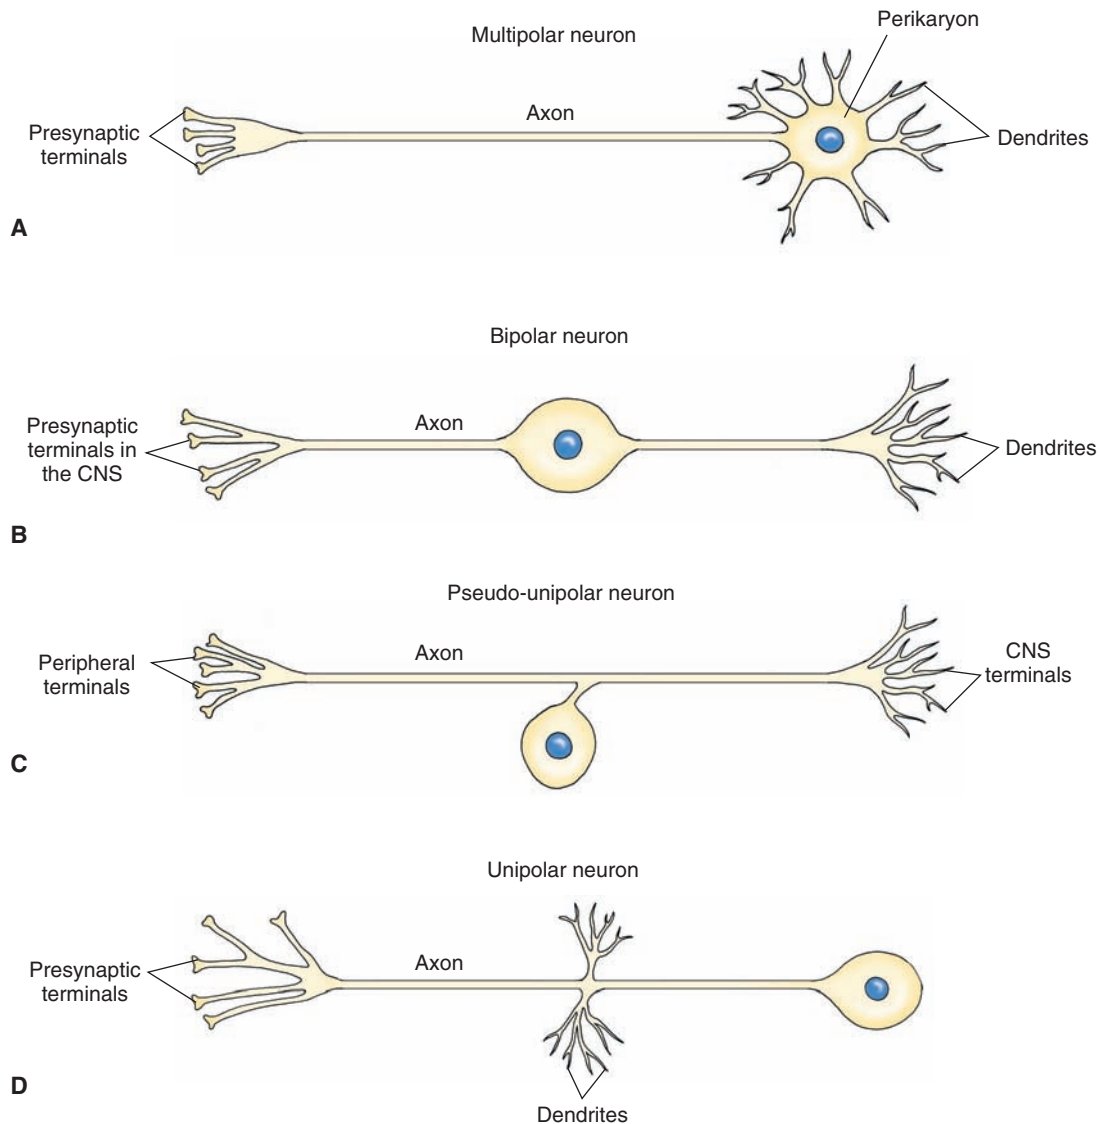 Perikaryon
Multipolar neuron
Axon
Presynaptic
terminals
Dendrites
A
Bipolar neuron
Axon
Presynaptic
terminals in
the CNS
Dendrites
B
Pseudo-unipolar neuron
Axon
Peripheral
terminals
CNS
terminals
C
Unipolar neuron
Axon
Presynaptic
terminals
D
Dendrites